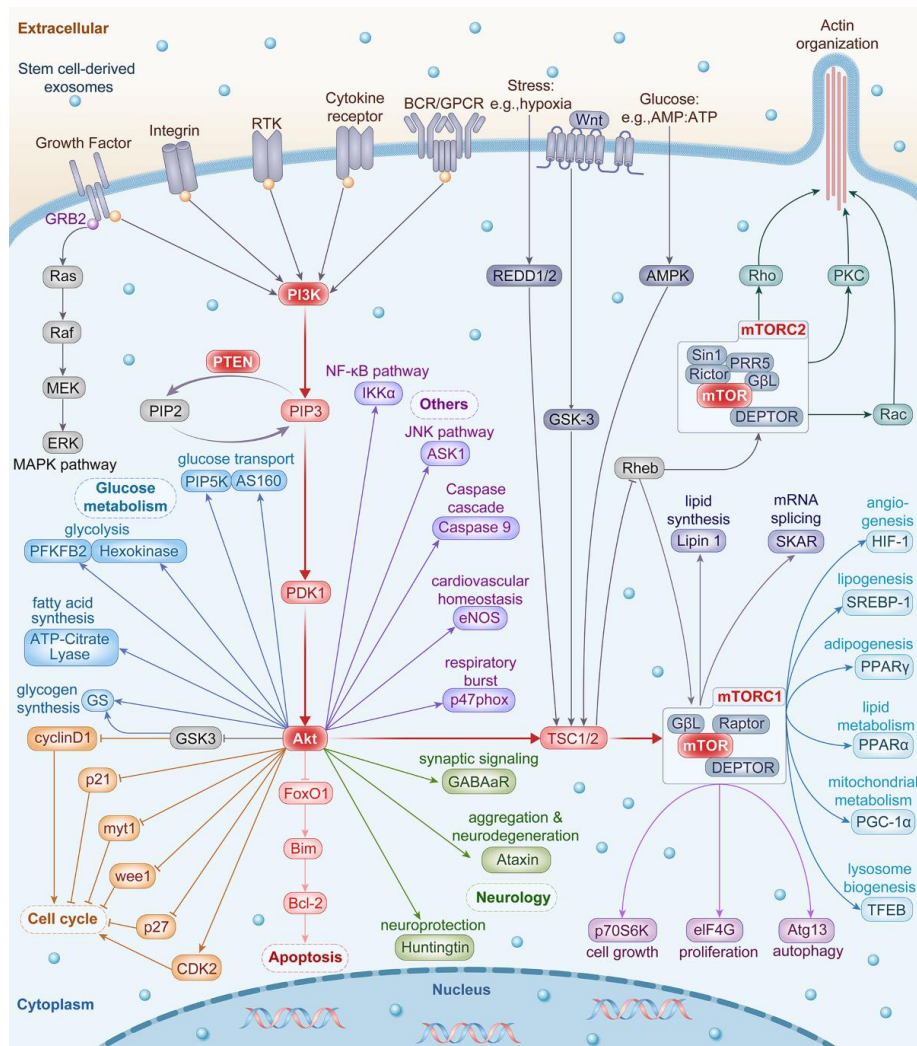 Extracellular
Stem cell-derived
exosomes
Growth Factor
Integrin
RTK
Cytokine
receptor
BCR/GPCR
Stress:
e.g.,hypoxia
Wnt
Glucose:
e.g.,AMP:ATP
Actin
organization
GRB2
Ras
Raf
MEK
ERK
MAPK pathway
PI3K
PTEN
PIP2
PIP3
REDD1/2
AMPK
Rho
PKC
mTORC2
Sin1
PRR5
Rictor
GβL
mTOR
DEPTOR
Rac
NF-κB pathway
IKKα
Others
JNK pathway
ASK1
GSK-3
Rheb
glucose transport
PIP5K
AS160
Glucose
metabolism
glycolysis
PFKFB2
Hexokinase
Caspase
cascade
Caspase 9
lipid
synthesis
Lipin 1
mRNA
splicing
SKAR
angio-
genesis
HIF-1
PDK1
cardiovascular
homeostasis
eNOS
lipogenesis
SREBP-1
fatty acid
synthesis
ATP-Citrate
Lyase
respiratory
burst
p47phox
adipogenesis
PPARγ
glycogen
synthesis
GS
mTORC1
GβL
Raptor
mTOR
DEPTOR
lipid
metabolism
PPARα
cyclinD1
GSK3
Akt
TSC1/2
p21
FoxO1
synaptic signaling
GABAaR
mitochondrial
metabolism
PGC-1α
myt1
Bim
aggregation &
neurodegeneration
Ataxin
wee1
Bcl-2
Neurology
lysosome
biogenesis
TFEB
Cell cycle
p27
neuroprotection
Huntingtin
p70S6K
cell growth
eIF4G
proliferation
Atg13
autophagy
CDK2
Apoptosis
Cytoplasm
Nucleus